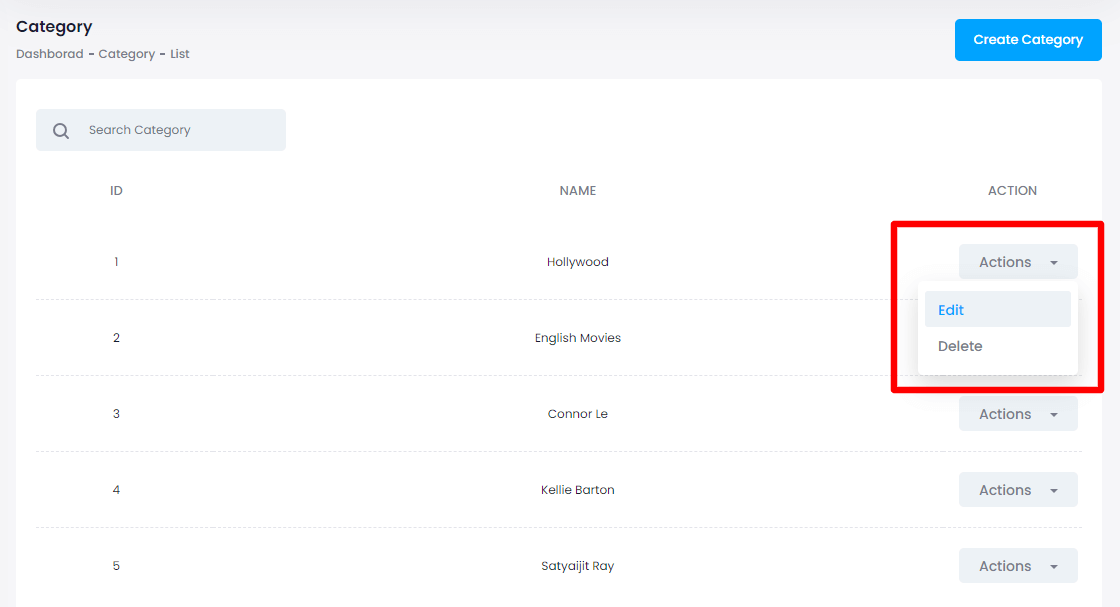 Category
Dashborad - Category - List
Create Category
Search Category
ID NAME ACTION
1 Hollywood Actions
Edit
2 English Movies
Delete
3 Connor Le Actions
4 Kellie Barton Actions
5 Satyaijit Ray Actions